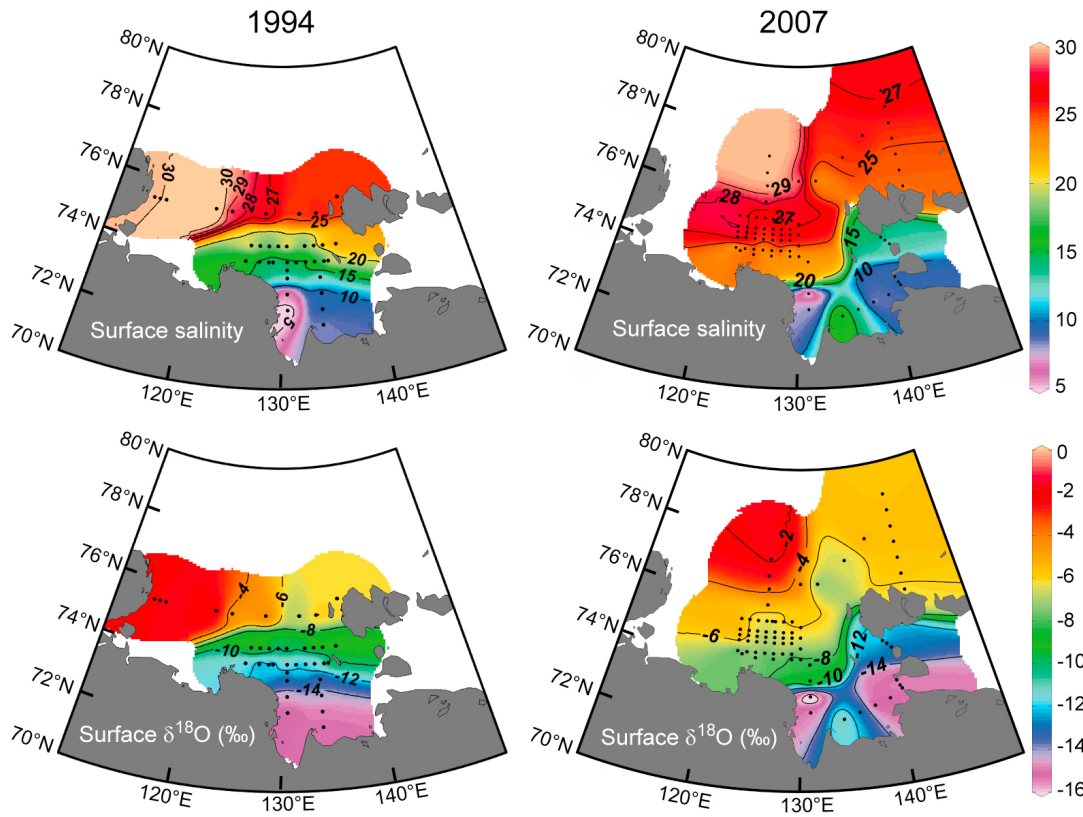 1994
2007
80°N
78°N
76°N
74°N
72°N
70°N
120°E
130°E
140°E
30
30
29
28
27
25
20
15
10
5
Surface salinity
80°N
78°N
76°N
74°N
72°N
70°N
120°E
130°E
140°E
27
25
29
28
27
15
10
20
Surface salinity
30
25
20
15
10
5
80°N
78°N
76°N
74°N
72°N
70°N
120°E
130°E
140°E
-4
-6
-8
-10
-12
-14
Surface δ¹⁸O (‰)
80°N
78°N
76°N
74°N
72°N
70°N
120°E
130°E
140°E
-2
-4
-6
-8
-10
-12
-14
Surface δ¹⁸O (‰)
0
-2
-4
-6
-8
-10
-12
-14
-16